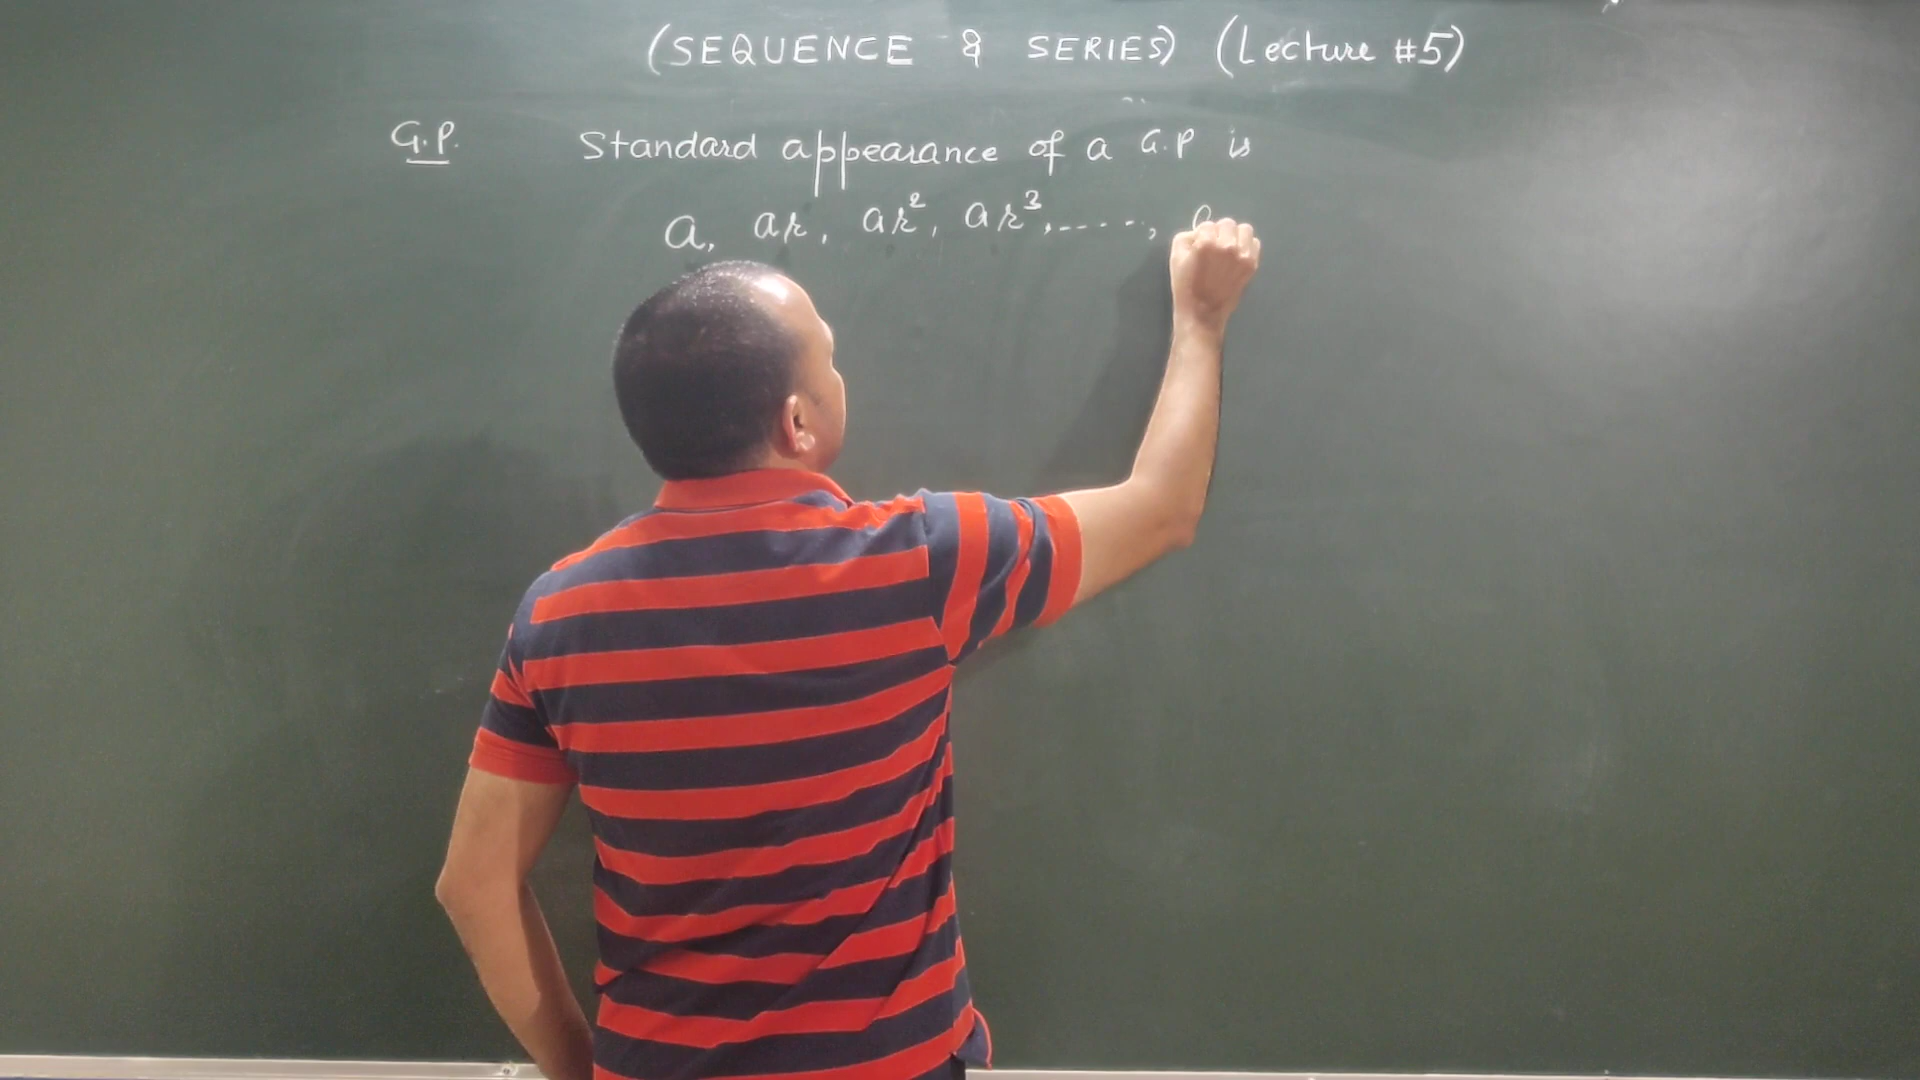 (SEQUENCE & SERIES) (Lecture #5)
G.P. Standard appearance of a G.P is
a, ar, ar², ar³, ....., a